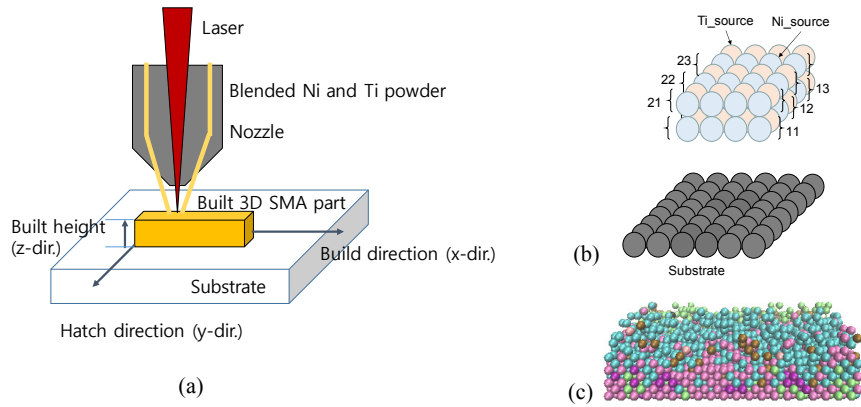 Laser
Blended Ni and Ti powder
Nozzle
Built 3D SMA part
Built height
(z-dir.)
Build direction (x-dir.)
Substrate
Hatch direction (y-dir.)
(a)
Ti_source
Ni_source
23
22
21
13
12
11
(b)
Substrate
(c)